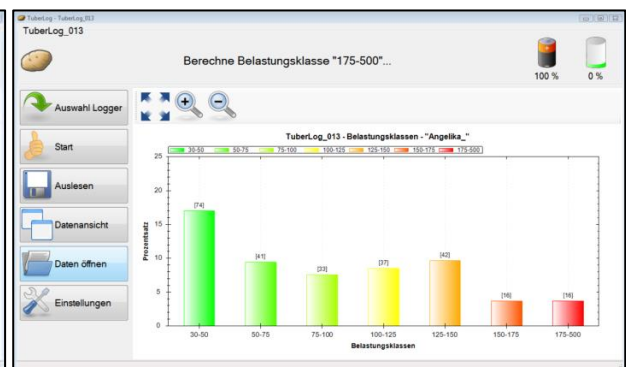 TuberLog - TuberLog_013
TuberLog_013
Berechne Belastungsklasse "175-500"...
100 %
0 %
Auswahl Logger
Start
Auslesen
Datenansicht
Daten öffnen
Einstellungen
TuberLog_013 - Belastungsklassen - "Angelika_"
30-50 50-75 75-100 100-125 125-150 150-175 175-500
Prozentsatz
25
20
15
10
5
0
[74]
[41]
[33]
[37]
[42]
[16]
[16]
30-50 50-75 75-100 100-125 125-150 150-175 175-500
Belastungsklassen